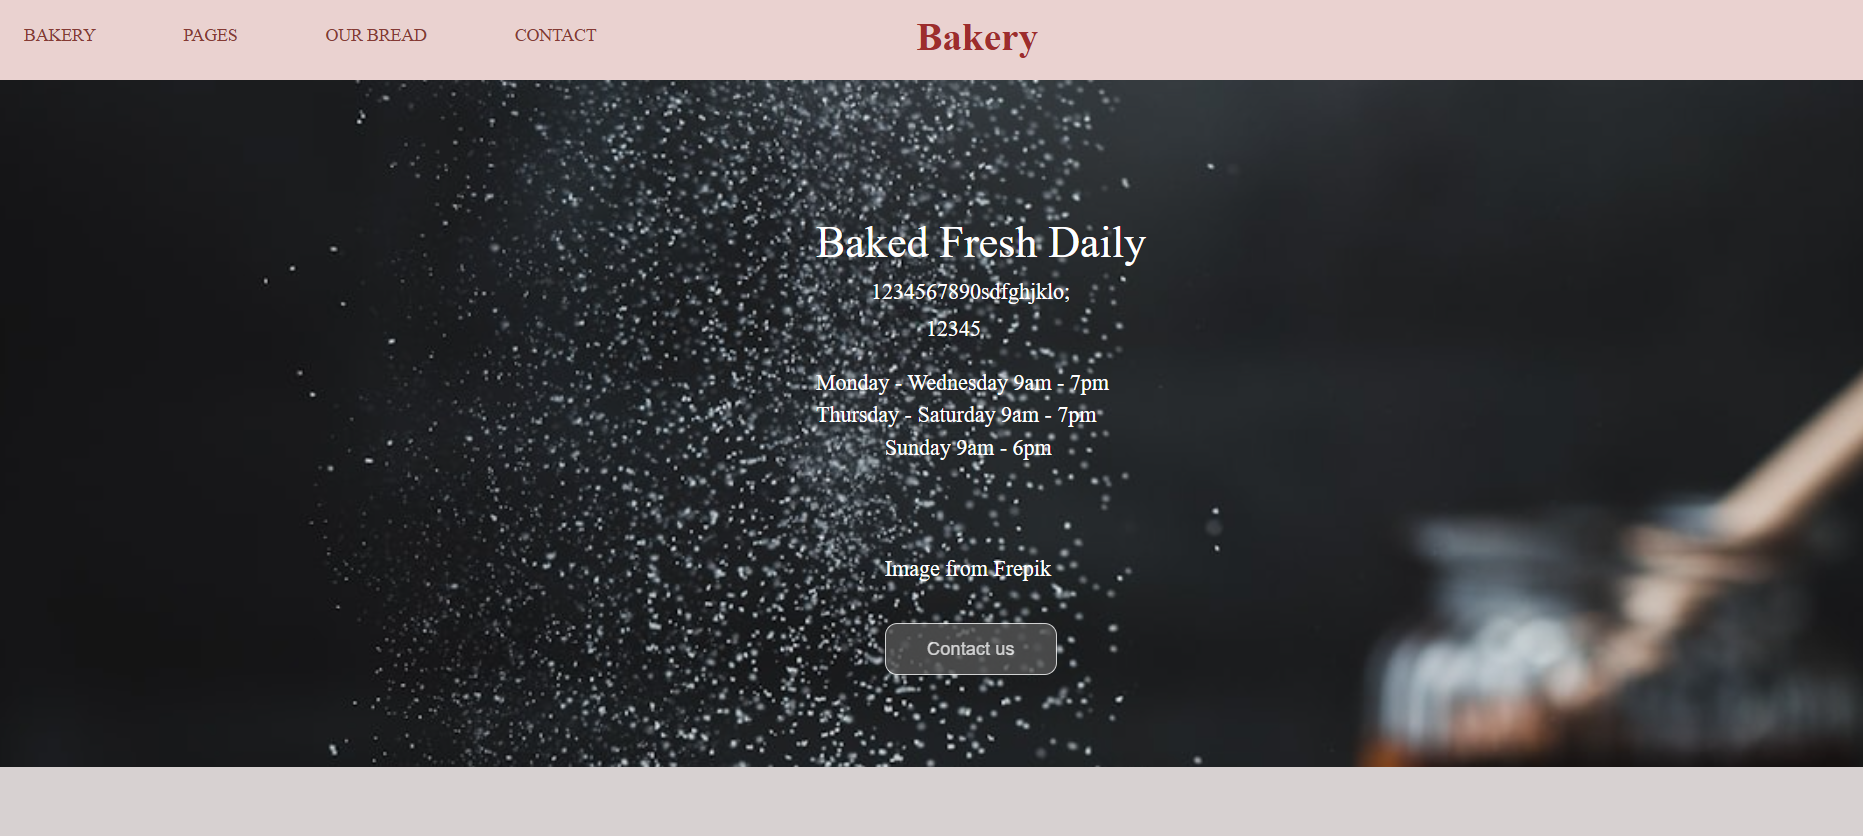 BAKERY PAGES OUR BREAD CONTACT Bakery
Baked Fresh Daily
1234567890sdfghjklo;
12345
Monday - Wednesday 9am - 7pm
Thursday - Saturday 9am - 7pm
Sunday 9am - 6pm
Image from Frepik
Contact us